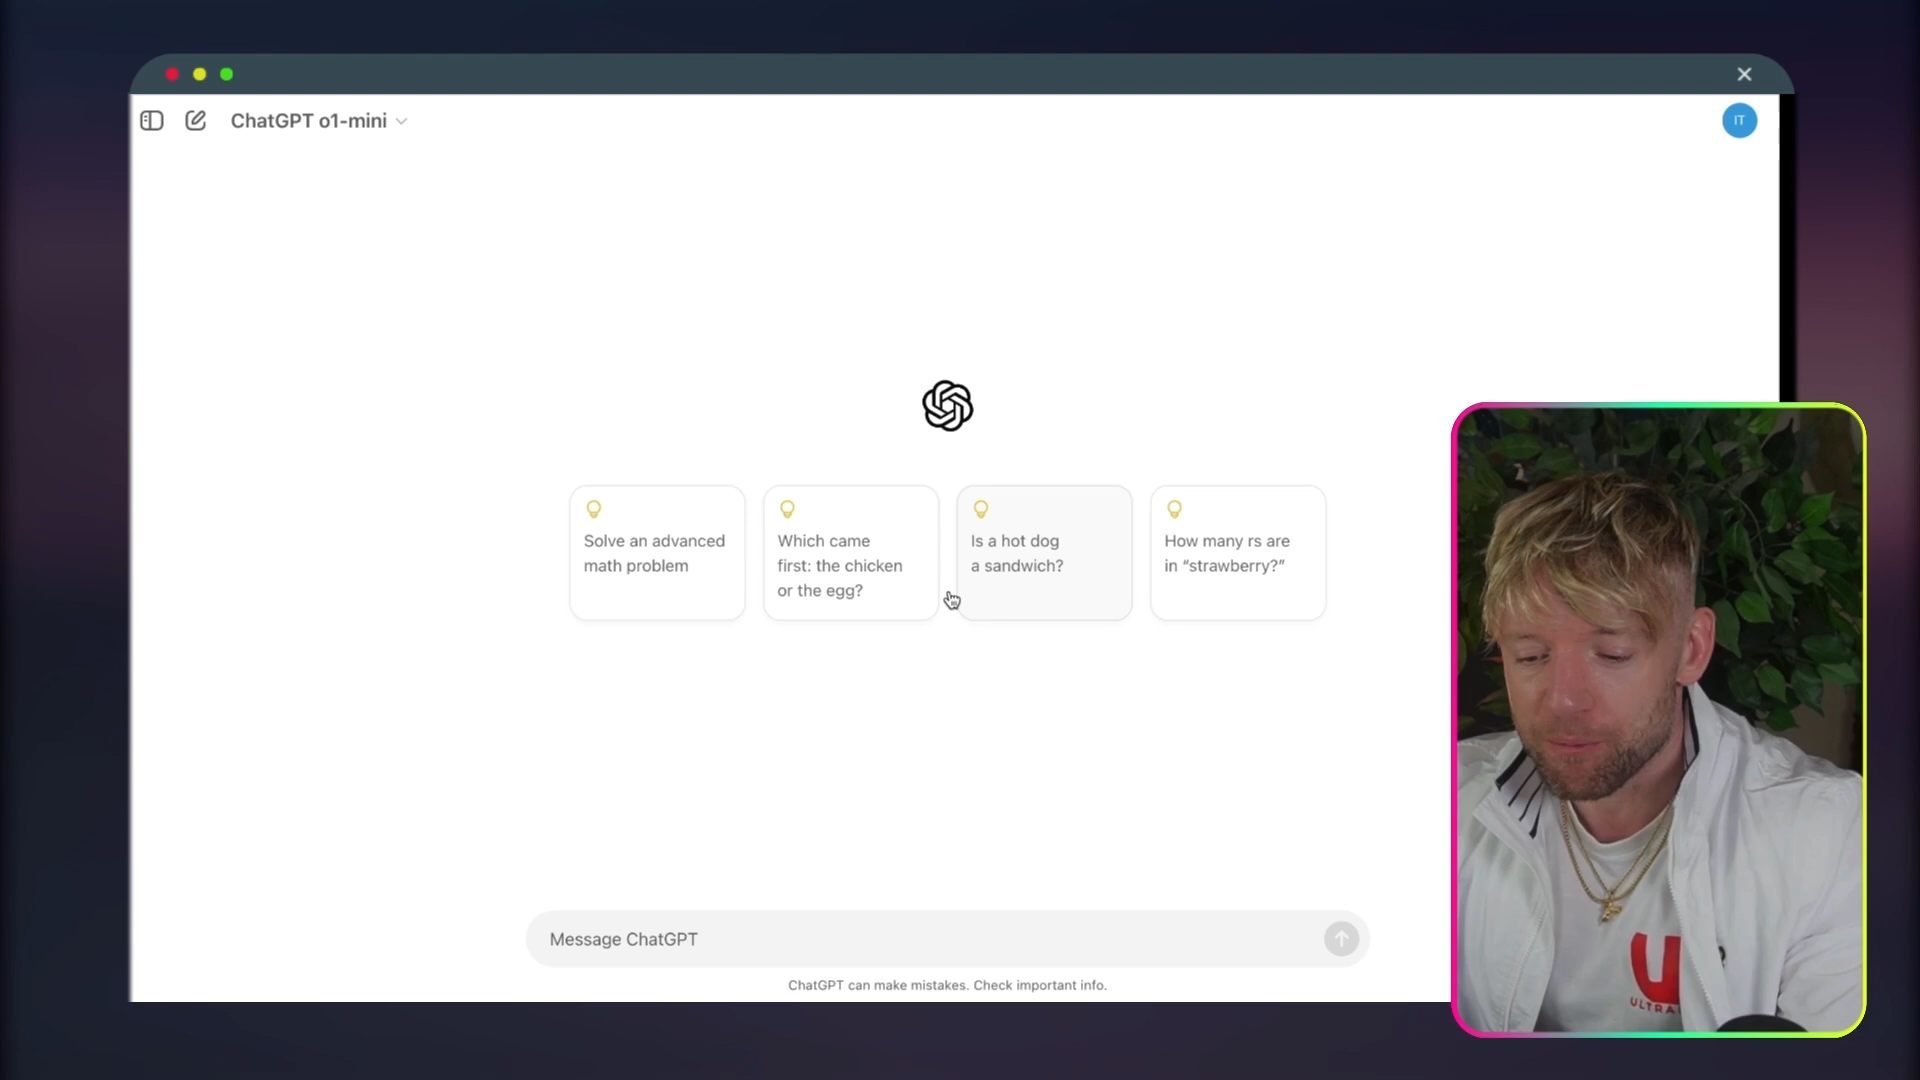 ChatGPT o1-mini
IT
Solve an advanced
math problem
Which came
first: the chicken
or the egg?
Is a hot dog
a sandwich?
How many rs are
in “strawberry?”
Message ChatGPT
ChatGPT can make mistakes. Check important info.
U
ULTRA